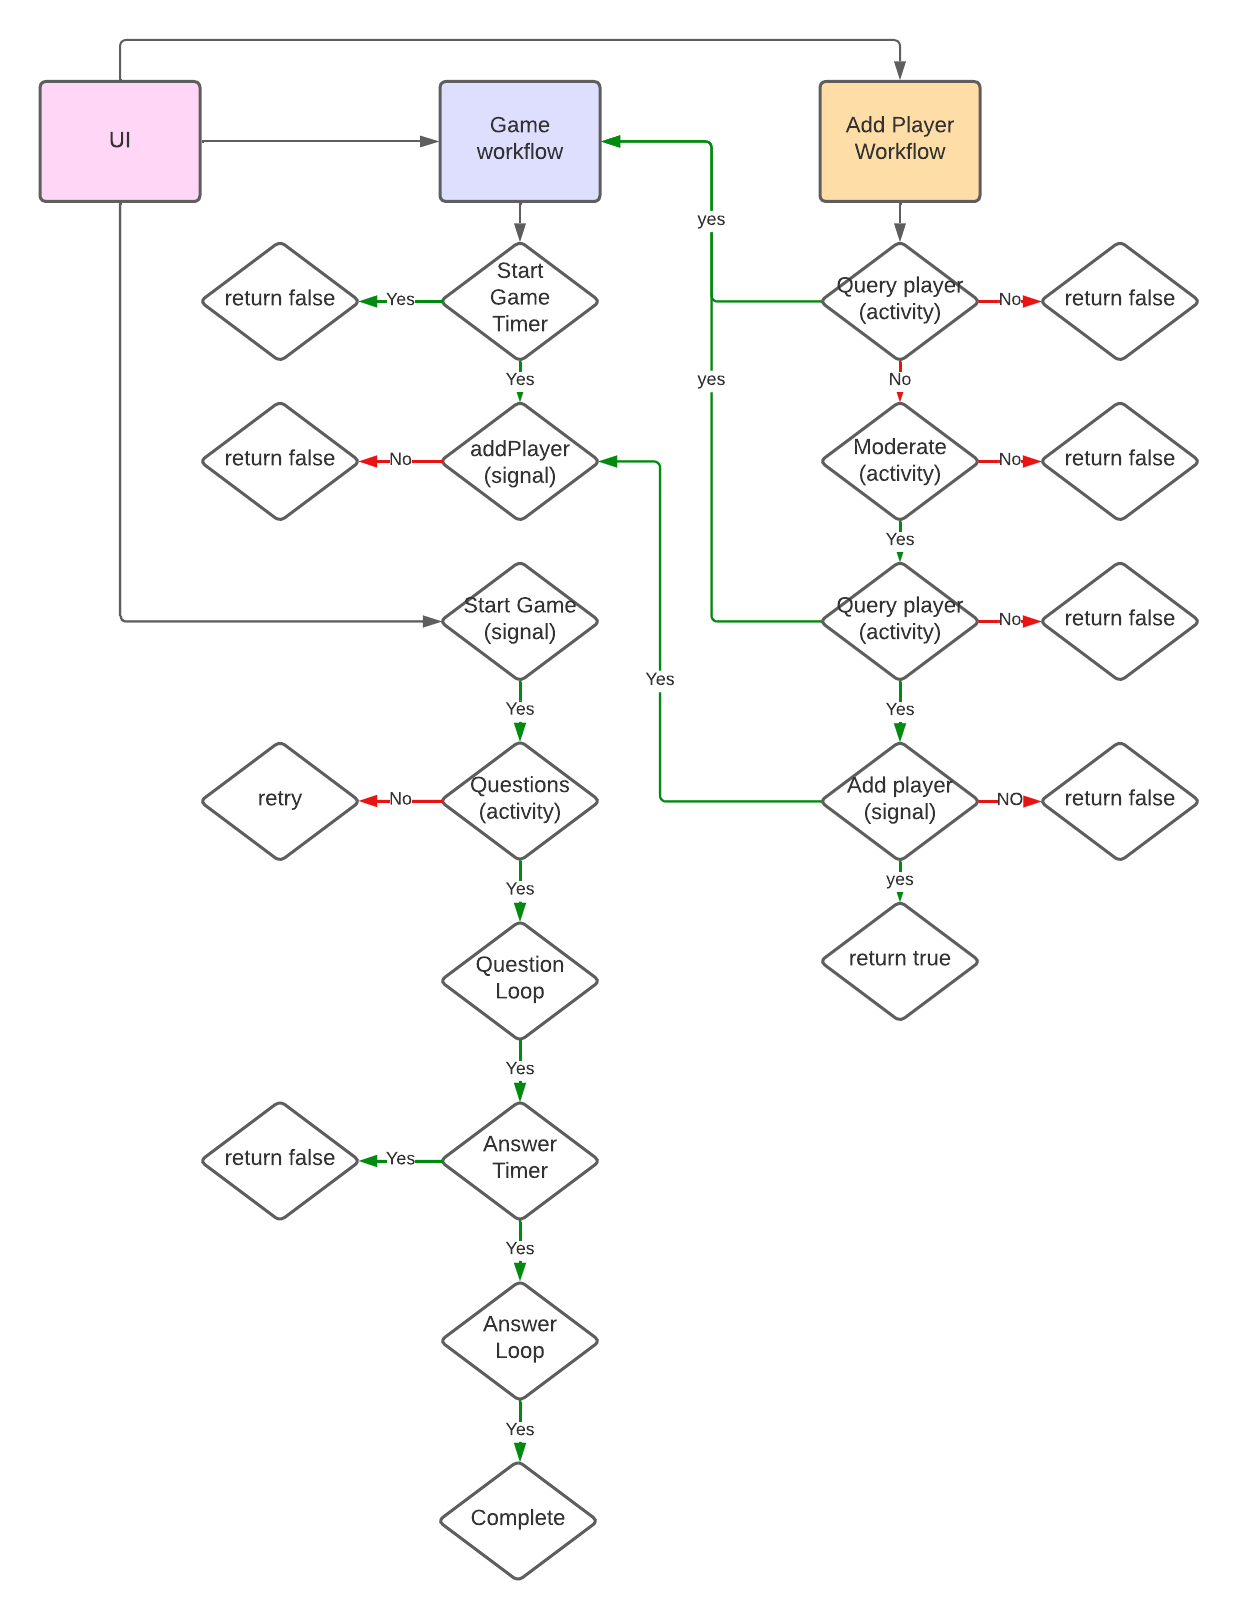 UI
Game
workflow
Add Player
Workflow
yes
Start
Game
Timer
Yes
return false
Query player
(activity)
No
return false
Yes
yes
No
addPlayer
(signal)
No
return false
Moderate
(activity)
No
return false
Yes
Start Game
(signal)
Query player
(activity)
No
return false
Yes
Yes
Yes
Questions
(activity)
No
retry
Add player
(signal)
NO
return false
Yes
yes
Question
Loop
return true
Yes
Answer
Timer
Yes
return false
Yes
Answer
Loop
Yes
Complete